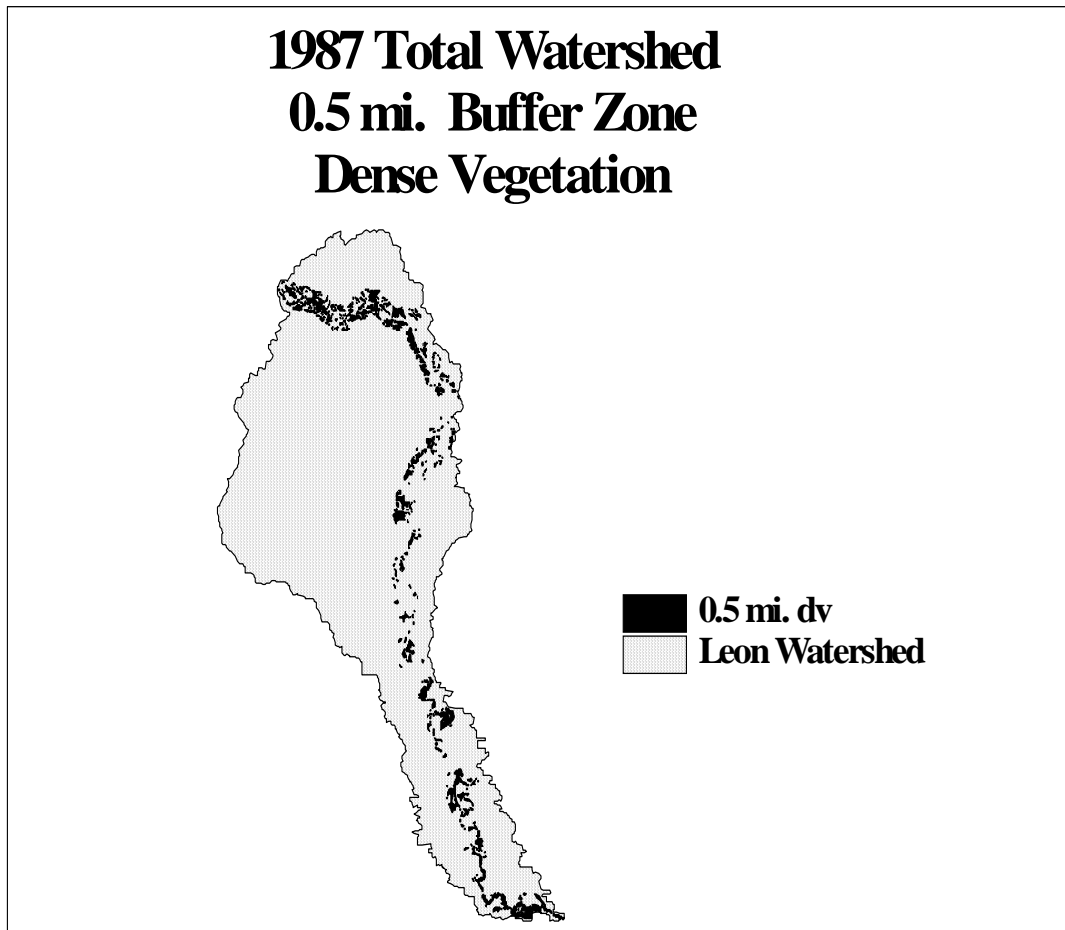 1987 Total Watershed
0.5 mi. Buffer Zone
Dense Vegetation
0.5 mi. dv
Leon Watershed